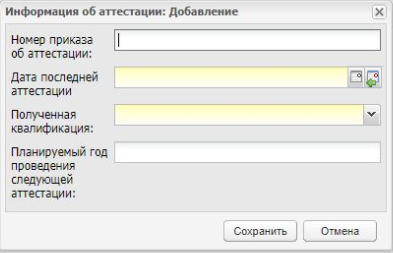 Информация об аттестации: Добавление
Номер приказа
об аттестации:
Дата последней
аттестации
Полученная
квалификация:
Планируемый год
проведения
следующей
аттестации:
Сохранить Отмена